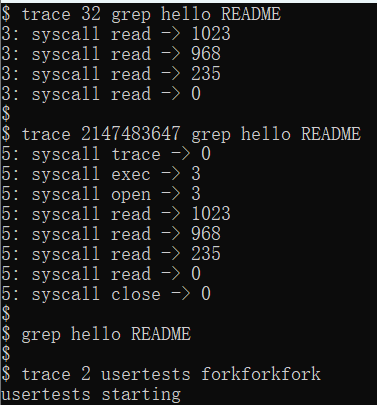 $ trace 32 grep hello README
3: syscall read -> 1023
3: syscall read -> 968
3: syscall read -> 235
3: syscall read -> 0
$
$ trace 2147483647 grep hello README
5: syscall trace -> 0
5: syscall exec -> 3
5: syscall open -> 3
5: syscall read -> 1023
5: syscall read -> 968
5: syscall read -> 235
5: syscall read -> 0
5: syscall close -> 0
$
$ grep hello README
$
$ trace 2 usertests forkforkfork
usertests starting